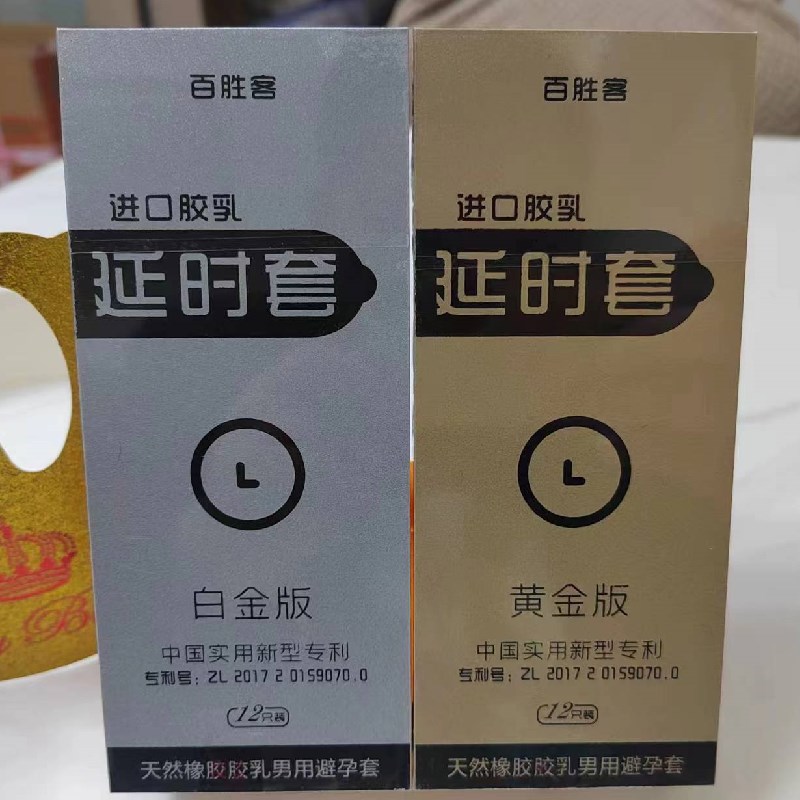 百胜客
进口胶乳
延时套
白金版
中国实用新型专利
专利号：ZL 2017 2 0159070.0
12只装
天然橡胶胶乳男用避孕套
百胜客
进口胶乳
延时套
黄金版
中国实用新型专利
专利号：ZL 2017 2 0159070.0
12只装
天然橡胶胶乳男用避孕套